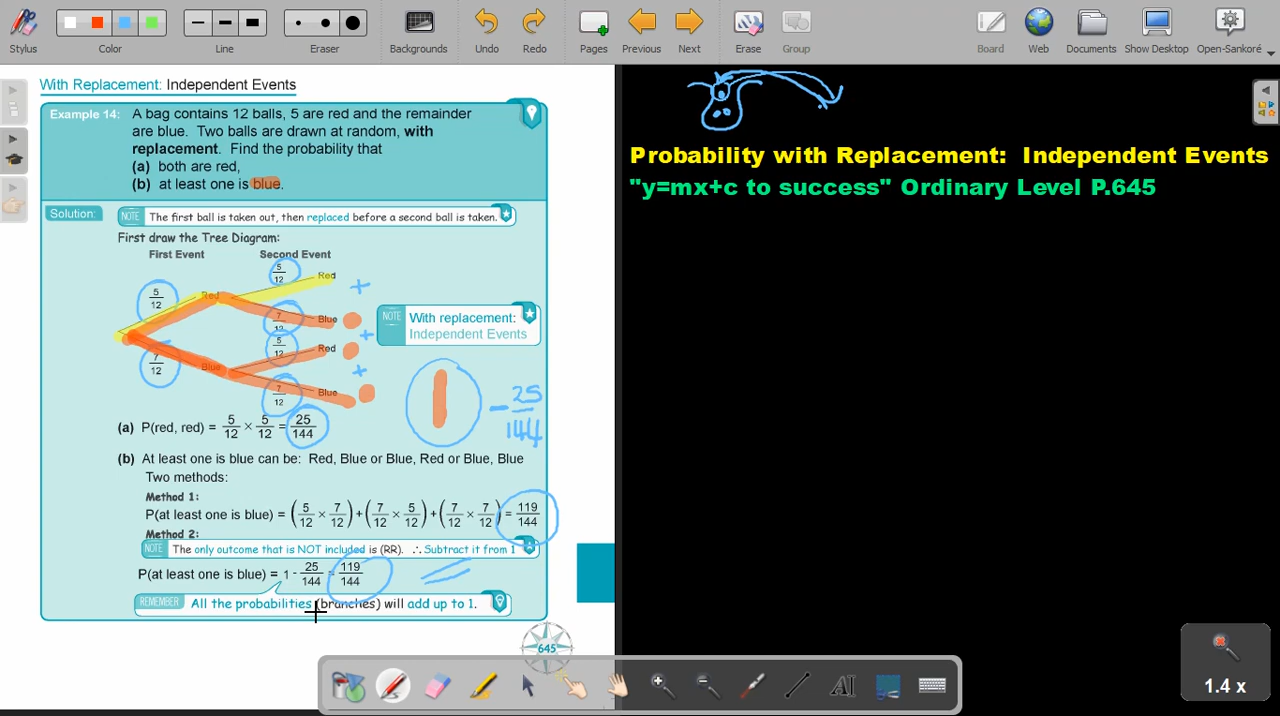 Stylus Color Line Eraser Backgrounds Undo Redo Pages Previous Next Erase Group Board Web Documents Show Desktop Open-Sankoré
With Replacement: Independent Events
Example 14: A bag contains 12 balls, 5 are red and the remainder
are blue. Two balls are drawn at random, with
replacement. Find the probability that
(a) both are red,
(b) at least one is blue.
Solution: NOTE The first ball is taken out, then replaced before a second ball is taken.
First draw the Tree Diagram:
First Event Second Event
5/12 Red 5/12 Red +
7/12 Blue
+
7/12 Blue 5/12 Red
+
7/12 Blue
NOTE With replacement:
Independent Events
1 - 25/144
(a) P(red, red) = 5/12 × 5/12 = 25/144
(b) At least one is blue can be: Red, Blue or Blue, Red or Blue, Blue
Two methods:
Method 1:
P(at least one is blue) = (5/12 × 7/12) + (7/12 × 5/12) + (7/12 × 7/12) = 119/144
Method 2:
NOTE The only outcome that is NOT included is (RR). ∴ Subtract it from 1
P(at least one is blue) = 1 - 25/144 = 119/144
REMEMBER All the probabilities (branches) will add up to 1.
645
Probability with Replacement: Independent Events
"y=mx+c to success" Ordinary Level P.645
AI
1.4 x